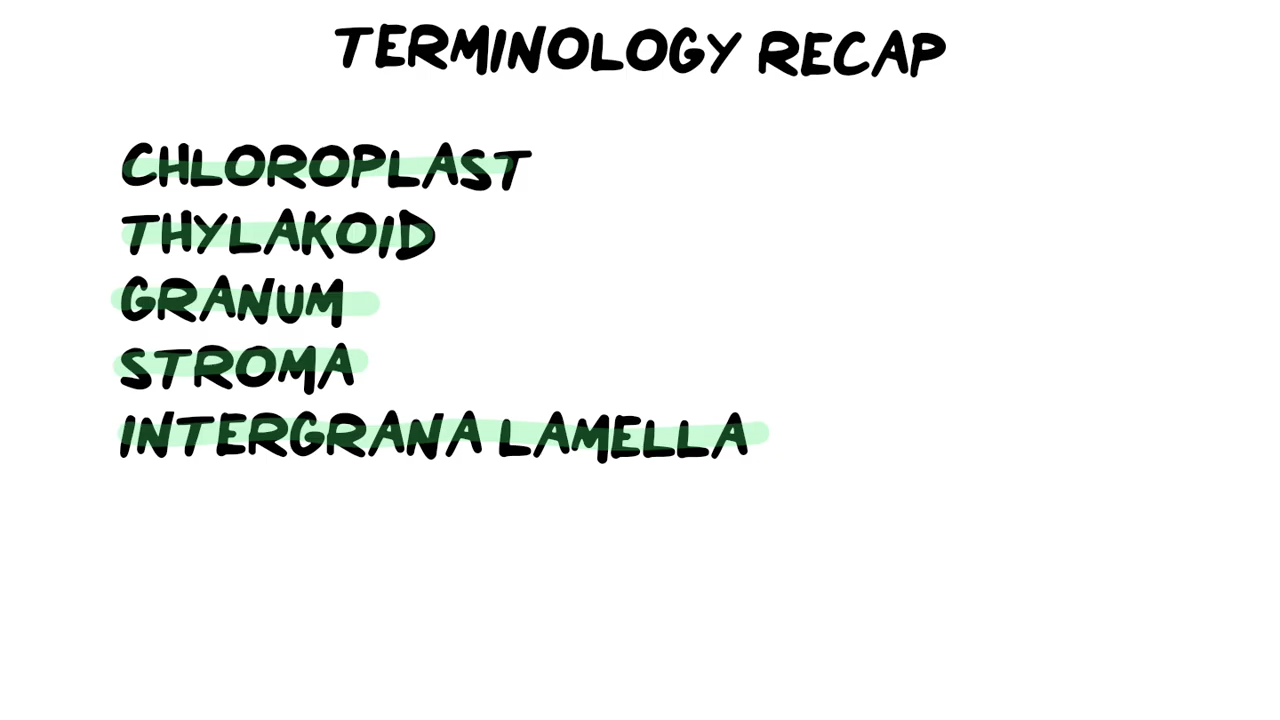 TERMINOLOGY RECAP
CHLOROPLAST
THYLAKOID
GRANUM
STROMA
INTERGRANA LAMELLA